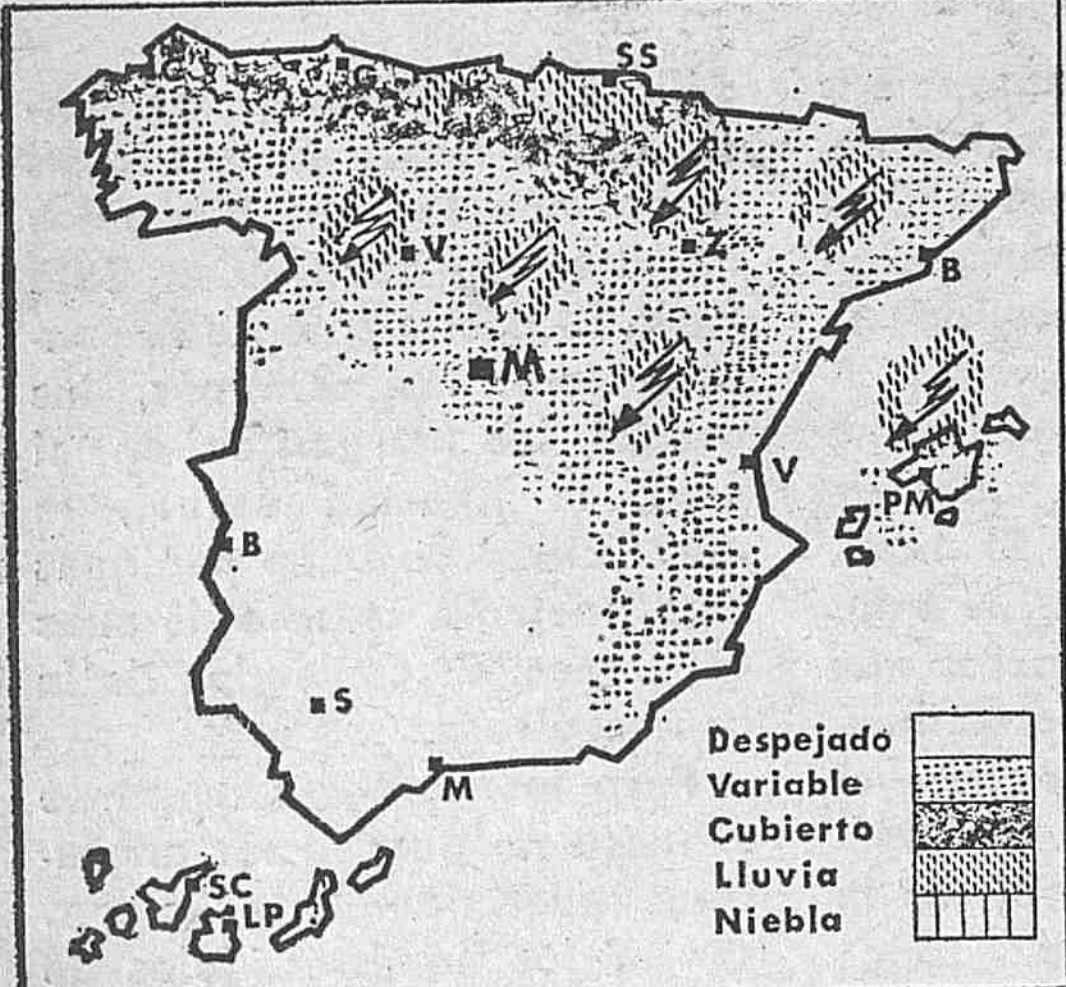 C
G
SS
V
Z
B
M
V
PM
B
S
M
SC
LP
Despejado
Variable
Cubierto
Lluvia
Niebla